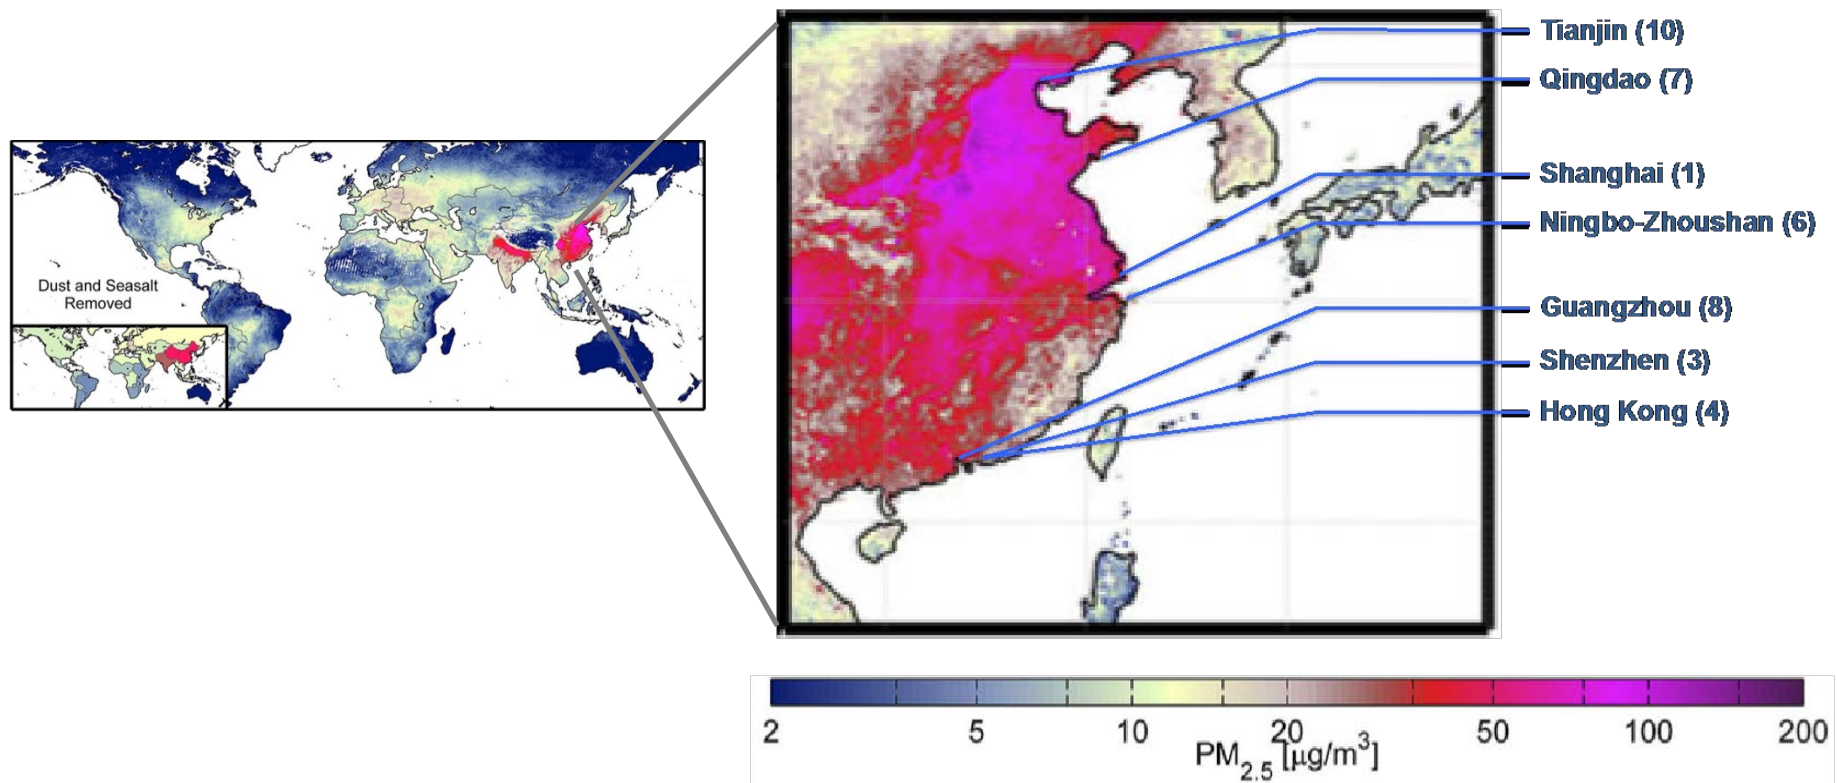 Tianjin (10)
Qingdao (7)
Shanghai (1)
Ningbo-Zhoushan (6)
Guangzhou (8)
Shenzhen (3)
Hong Kong (4)
Dust and Seasalt
Removed
2 5 10 20 50 100 200
PM2.5 [μg/m³]